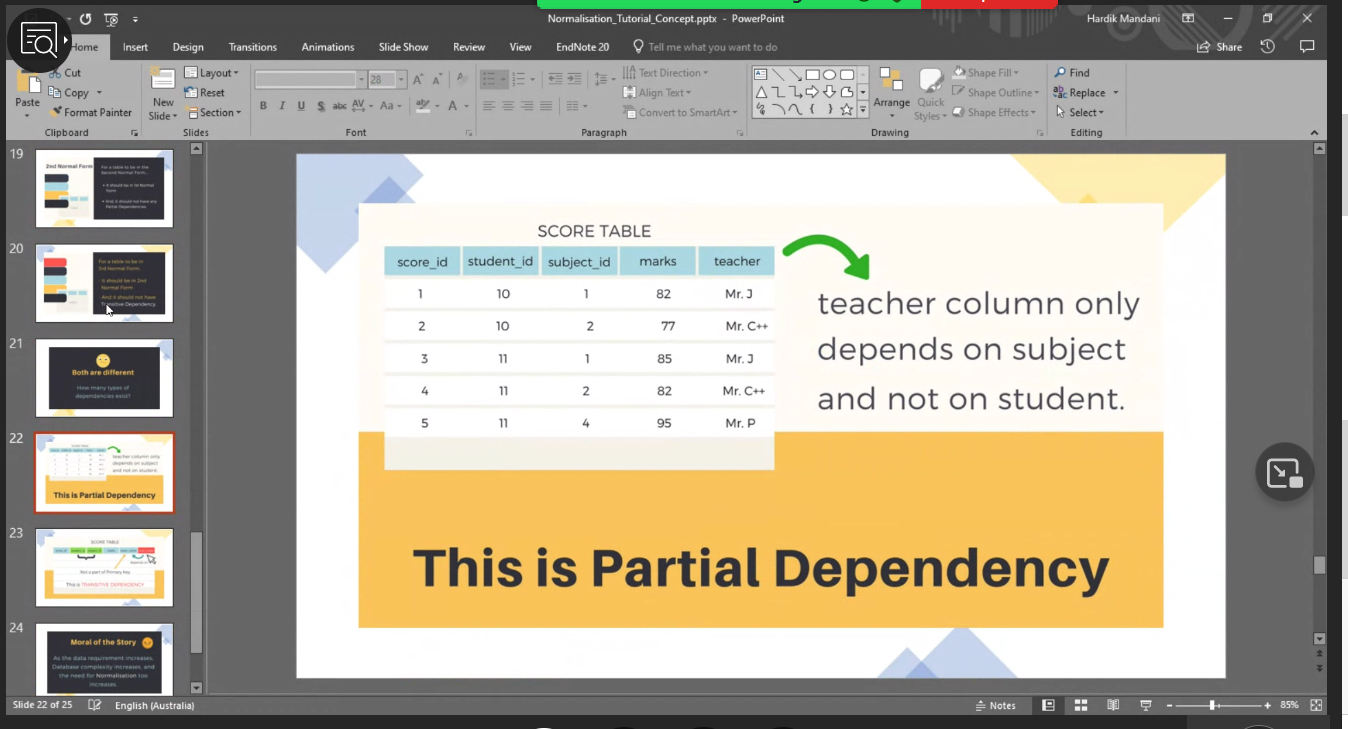 Normalisation_Tutorial_Concept.pptx - PowerPoint
Hardik Mandani
Home Insert Design Transitions Animations Slide Show Review View EndNote 20 Tell me what you want to do
Share
Paste
Cut
Copy
Format Painter
Clipboard
New
Slide
Layout
Reset
Section
Slides
28
B I U S abc AV Aa A
Font
Text Direction
Align Text
Convert to SmartArt
Paragraph
Arrange
Quick
Styles
Shape Fill
Shape Outline
Shape Effects
Drawing
Find
Replace
Select
Editing
19
2nd Normal Form
For a table to be in the
Second Normal Form,
It should be in 1st Normal
Form
And, it should not have any
Partial Dependencies
20
For a table to be in
3rd Normal Form,
It should be in 2nd
Normal Form
And it should not have
Transitive Dependency
21
Both are different
How many types of
dependencies exist?
22
SCORE TABLE
teacher column only
depends on subject
and not on student.
This is Partial Dependency
23
SCORE TABLE
Not a part of Primary Key
This is TRANSITIVE DEPENDENCY
24
Moral of the Story
As the data requirement increases,
Database complexity increases, and
the need for Normalisation too
increases.
SCORE TABLE
score_id student_id subject_id marks teacher
1 10 1 82 Mr. J
2 10 2 77 Mr. C++
3 11 1 85 Mr. J
4 11 2 82 Mr. C++
5 11 4 95 Mr. P
teacher column only
depends on subject
and not on student.
This is Partial Dependency
Slide 22 of 25 English (Australia)
Notes
85%